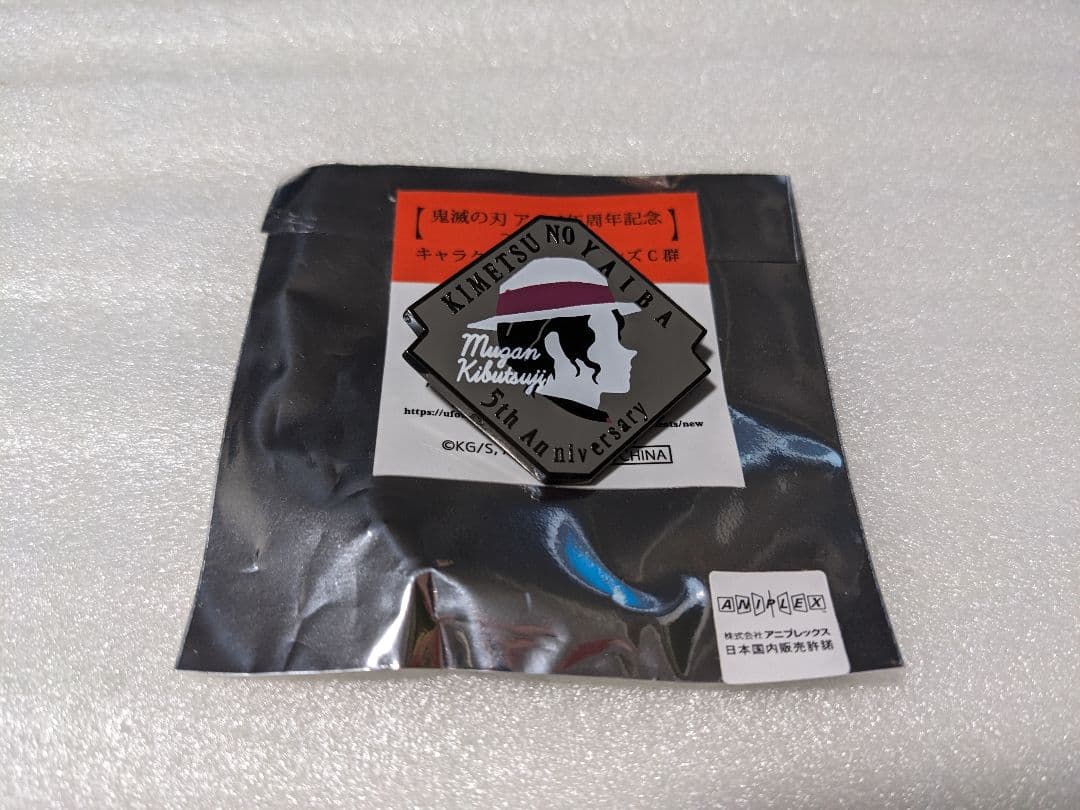 【鬼滅の刃 ア 周年記念】
キャラク ズC群
KIMETSU NO YAIBA
Muzan
Kibutsuji
5th Anniversary
https://ufo ts/new
©KG/S, CHINA
ANIPLEX
株式会社 アニプレックス
日本国内販売許諾